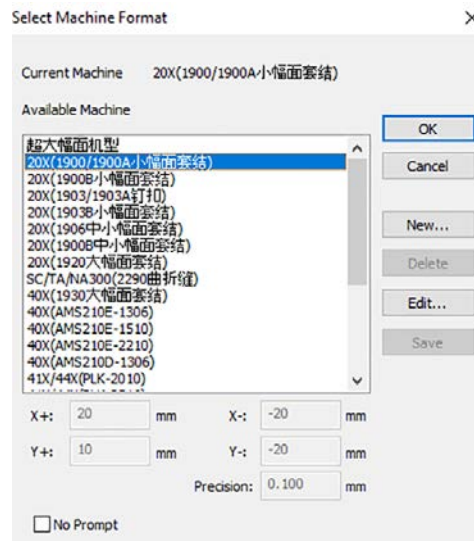 Select Machine Format
Current Machine 20X(1900/1900A小幅面套结)
Available Machine
超大幅面机型
20X(1900/1900A小幅面套结)
20X(1900B小幅面套结)
20X(1903/1903A钉扣)
20X(1903B小幅面套结)
20X(1906中小幅面套结)
20X(1900B中小幅面套结)
20X(1920大幅面套结)
SC/TA/NA300(2290曲折缝)
40X(1930大幅面套结)
40X(AMS210E-1306)
40X(AMS210E-1510)
40X(AMS210E-2210)
40X(AMS210D-1306)
41X/44X(PLK-2010)
OK
Cancel
New...
Delete
Edit...
Save
X+: 20 mm X-: -20 mm
Y+: 10 mm Y-: -20 mm
Precision: 0.100 mm
No Prompt